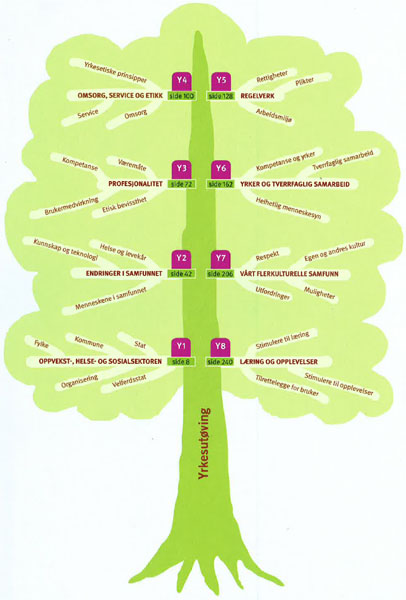 Yrkesetiske prinsipper
Y4
OMSORG, SERVICE OG ETIKK
side 100
Service
Omsorg
Y5
Rettigheter
Plikter
side 128
REGELVERK
Arbeidsmiljø
Kompetanse
Væremåte
Y3
PROFESJONALITET
side 72
Brukermedvirkning
Etisk bevissthet
Y6
Kompetanse og yrker
Tverrfaglig samarbeid
side 162
YRKER OG TVERRFAGLIG SAMARBEID
Helhetlig menneskesyn
Kunnskap og teknologi
Helse og levekår
Y2
ENDRINGER I SAMFUNNET
side 42
Menneskene i samfunnet
Y7
Respekt
Egen og andres kultur
side 206
VÅRT FLERKULTURELLE SAMFUNN
Utfordringer
Muligheter
Fylke
Kommune
Stat
Y1
OPPVEKST-, HELSE- OG SOSIALSEKTOREN
side 8
Organisering
Velferdsstat
Y8
Stimulere til læring
side 240
LÆRING OG OPPLEVELSER
Stimulere til opplevelser
Tilrettelegge for bruker
Yrkesutøving